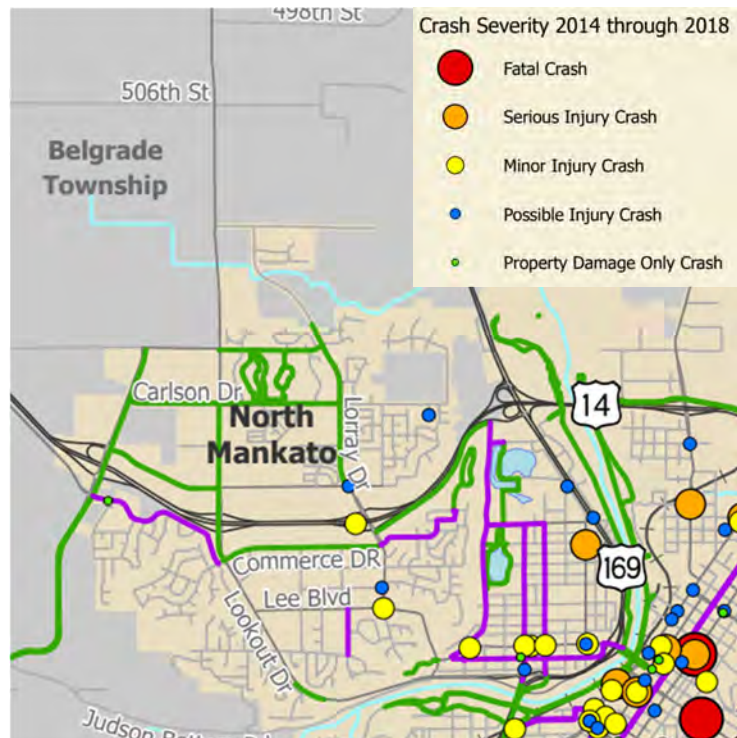 498th St
Crash Severity 2014 through 2018
Fatal Crash
506th St
Serious Injury Crash
Belgrade
Township
Minor Injury Crash
Possible Injury Crash
Property Damage Only Crash
Carlson Dr
North
Mankato
Lorray Dr
14
Commerce DR
169
Lee Blvd
Lookout Dr
Judson